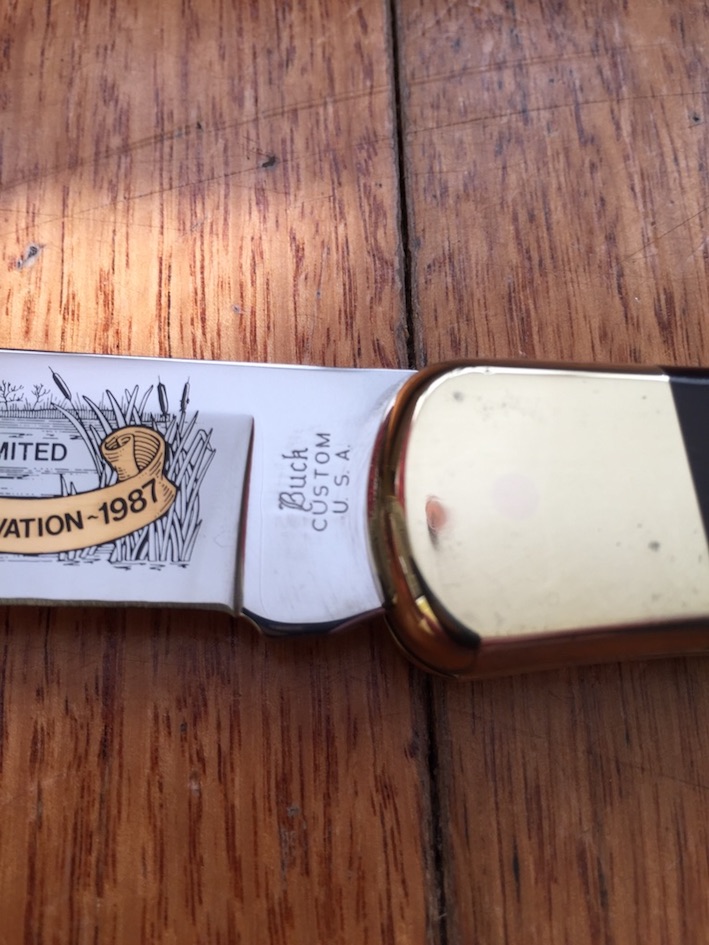 MITED
VATION~1987
Buck
CUSTOM
U. S. A.